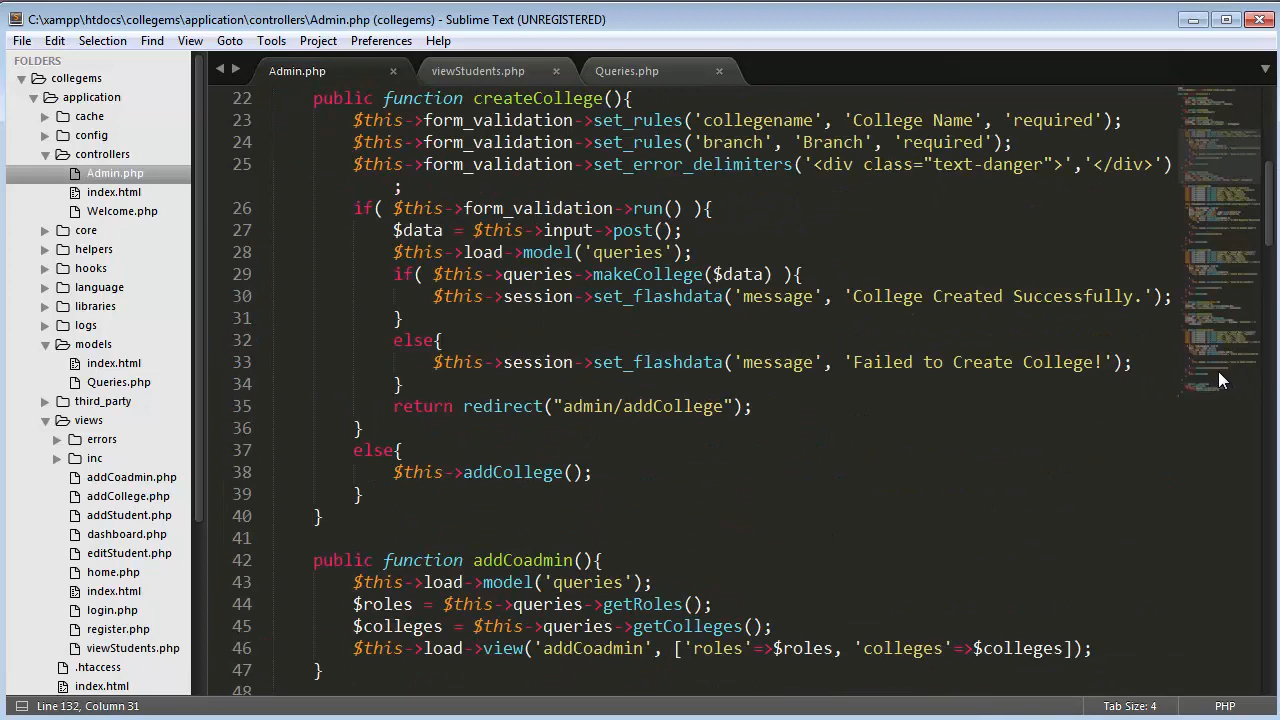 C:\xampp\htdocs\collegems\application\controllers\Admin.php (collegems) - Sublime Text (UNREGISTERED)
File Edit Selection Find View Goto Tools Project Preferences Help
FOLDERS
collegems
application
cache
config
controllers
Admin.php
index.html
Welcome.php
core
helpers
hooks
language
libraries
logs
models
index.html
Queries.php
third_party
views
errors
inc
addCoadmin.php
addCollege.php
addStudent.php
dashboard.php
editStudent.php
home.php
index.html
login.php
register.php
viewStudents.php
.htaccess
index.html
Admin.php viewStudents.php Queries.php
22 public function createCollege(){
23 $this->form_validation->set_rules('collegename', 'College Name', 'required');
24 $this->form_validation->set_rules('branch', 'Branch', 'required');
25 $this->form_validation->set_error_delimiters('<div class="text-danger">','</div>')
;
26 if( $this->form_validation->run() ){
27 $data = $this->input->post();
28 $this->load->model('queries');
29 if( $this->queries->makeCollege($data) ){
30 $this->session->set_flashdata('message', 'College Created Successfully.');
31 }
32 else{
33 $this->session->set_flashdata('message', 'Failed to Create College!');
34 }
35 return redirect("admin/addCollege");
36 }
37 else{
38 $this->addCollege();
39 }
40 }
41
42 public function addCoadmin(){
43 $this->load->model('queries');
44 $roles = $this->queries->getRoles();
45 $colleges = $this->queries->getColleges();
46 $this->load->view('addCoadmin', ['roles'=>$roles, 'colleges'=>$colleges]);
47 }
48
Line 132, Column 31 Tab Size: 4 PHP